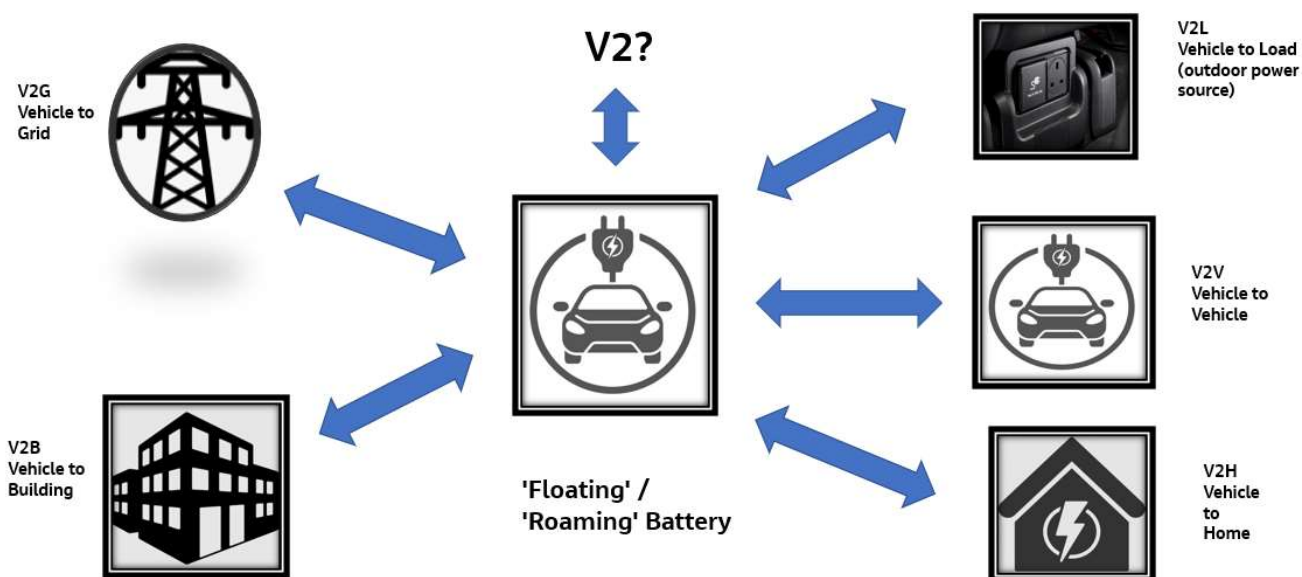 V2?
V2G
Vehicle to
Grid
V2L
Vehicle to Load
(outdoor power
source)
V2V
Vehicle to
Vehicle
V2B
Vehicle to
Building
'Floating' /
'Roaming' Battery
V2H
Vehicle
to
Home